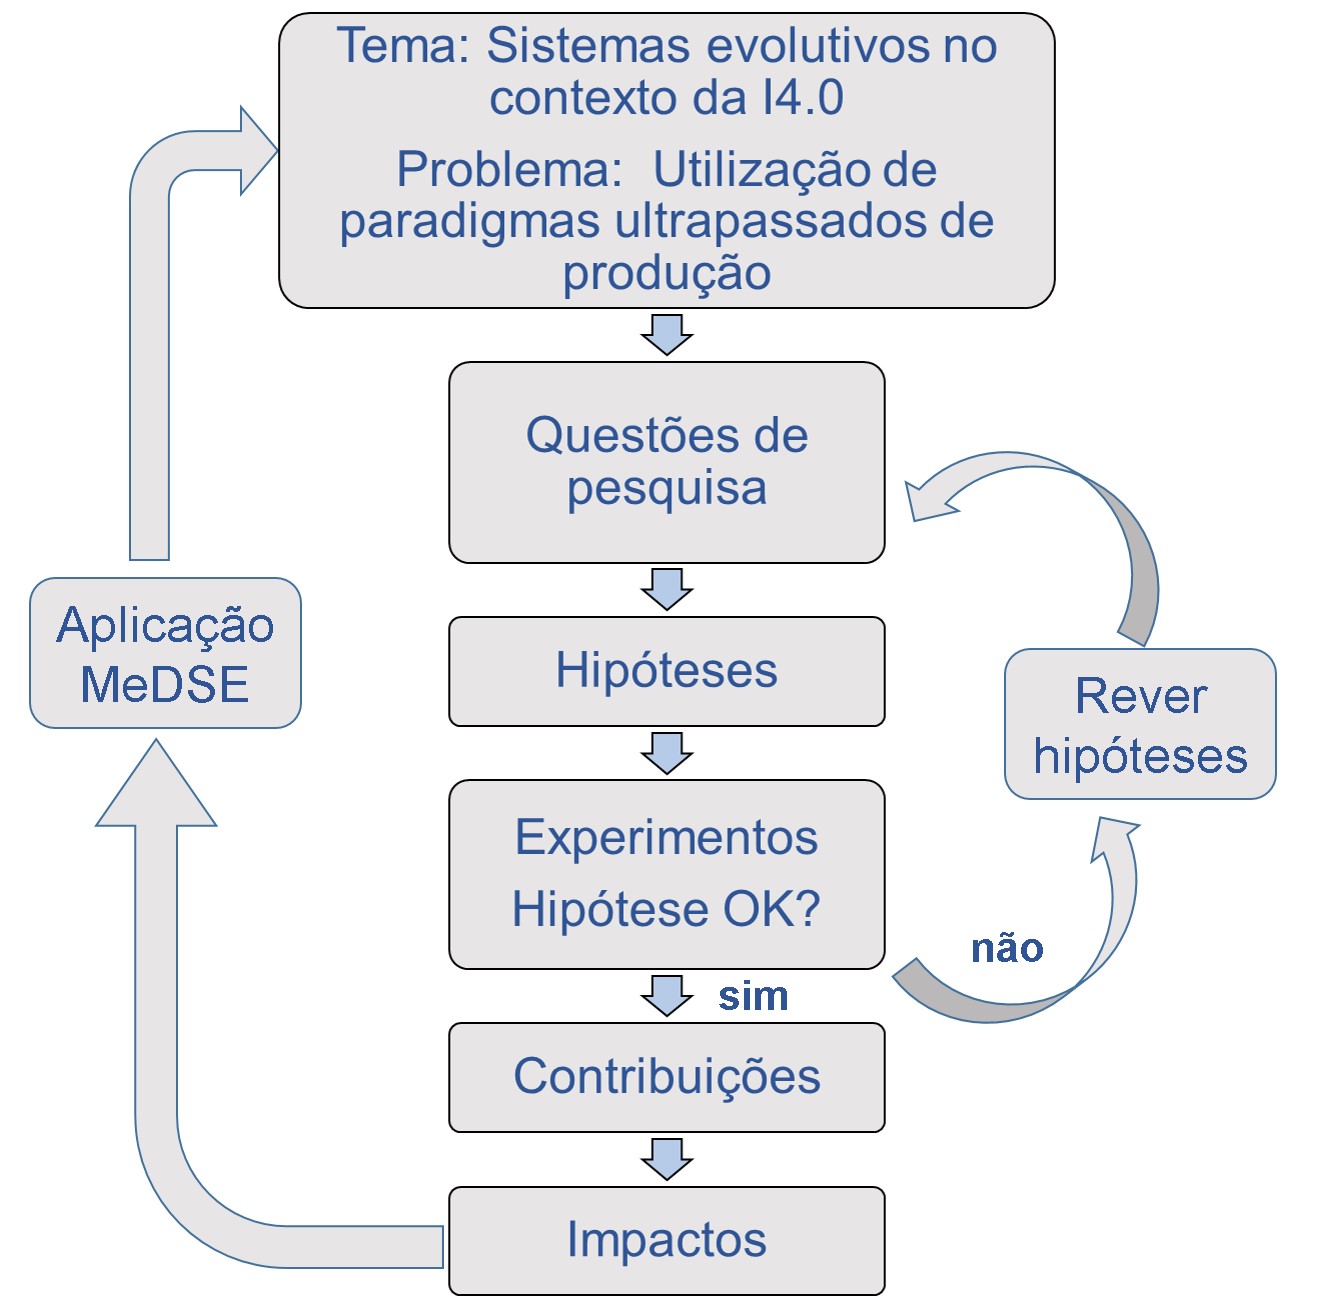 Tema: Sistemas evolutivos no
contexto da I4.0
Problema: Utilização de
paradigmas ultrapassados de
produção
Questões de
pesquisa
Hipóteses
Experimentos
Hipótese OK?
sim
não
Rever
hipóteses
Contribuições
Impactos
Aplicação
MeDSE